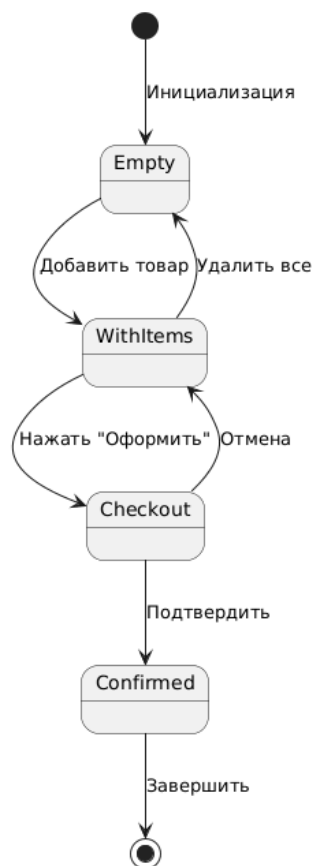 Инициализация
Empty
Добавить товар
Удалить все
WithItems
Нажать "Оформить"
Отмена
Checkout
Подтвердить
Confirmed
Завершить